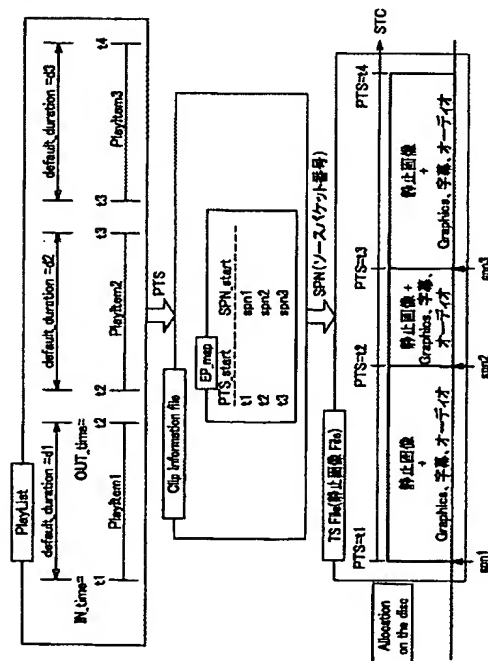 PlayList
default_duration =d1
default_duration =d2
default_duration =d3
IN_time=
OUT_time=
t1
t2
t2
t3
t3
t4
PlayItem1
PlayItem2
PlayItem3
PTS
Clip Information file
EP_map
PTS_start
SPN_start
t1
spn1
t2
spn2
t3
spn3
SPN(ソースパケット番号)
TS File(静止画像 File)
PTS=t1
PTS=t2
PTS=t3
PTS=t4
STC
静止画像
+
Graphics、字幕、オーディオ
静止画像+
Graphics、字幕、
オーディオ
静止画像
+
Graphics、字幕、オーディオ
Allocation
on the disc
spn1
spn2
spn3